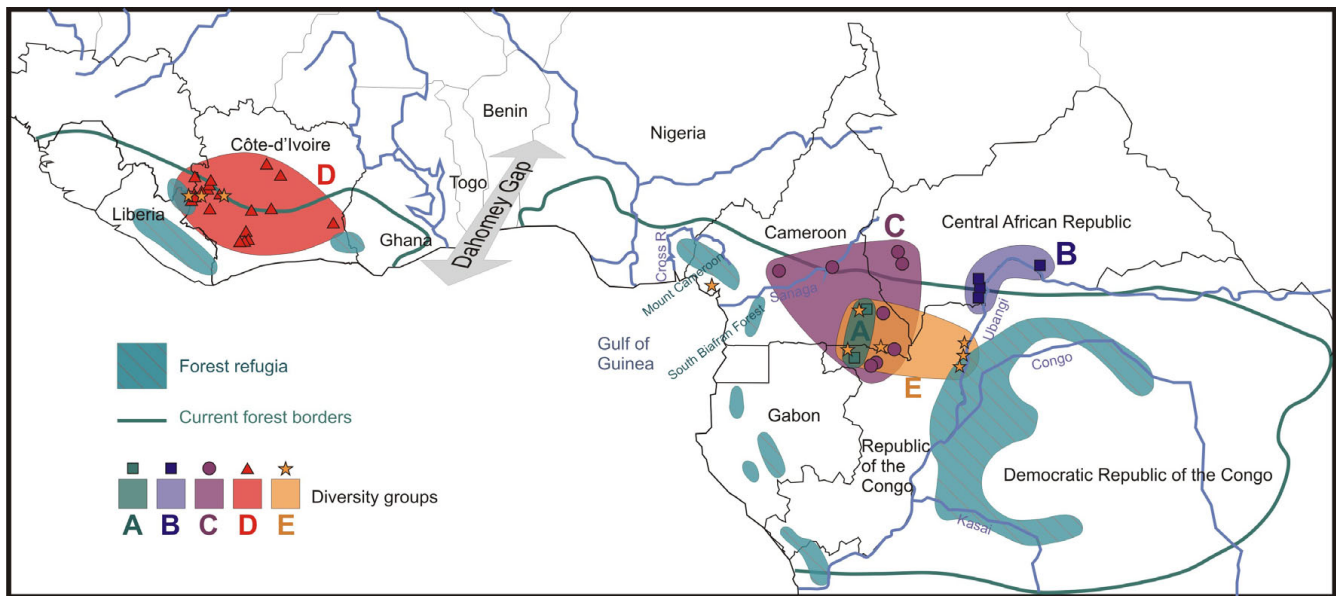 Benin
Nigeria
Côte-d'Ivoire
D
Togo
Dahomey Gap
Liberia
Ghana
Cross R.
Cameroon
C
Central African Republic
B
Mount Cameroon
Sanaga
Ubangi
South Biafran Forest
Gulf of
Guinea
A
E
Congo
Gabon
Republic
of the
Congo
Democratic Republic of the Congo
Kasai
Forest refugia
Current forest borders
Diversity groups
A B C D E